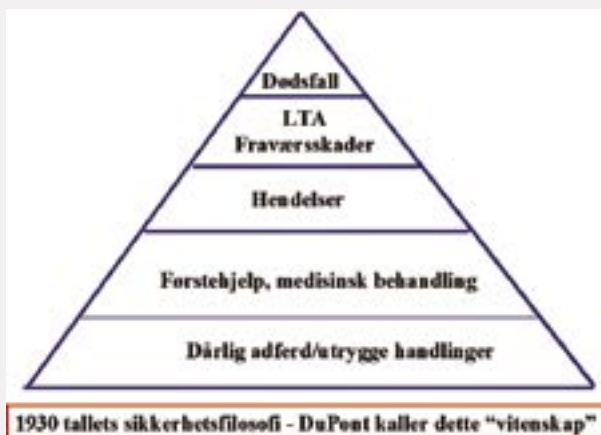 Dødsfall
LTA
Fraværsskader
Hendelser
Førstehjelp, medisinsk behandling
Dårlig adferd/utrygge handlinger
1930 tallets sikkerhetsfilosofi - DuPont kaller dette “vitenskap”